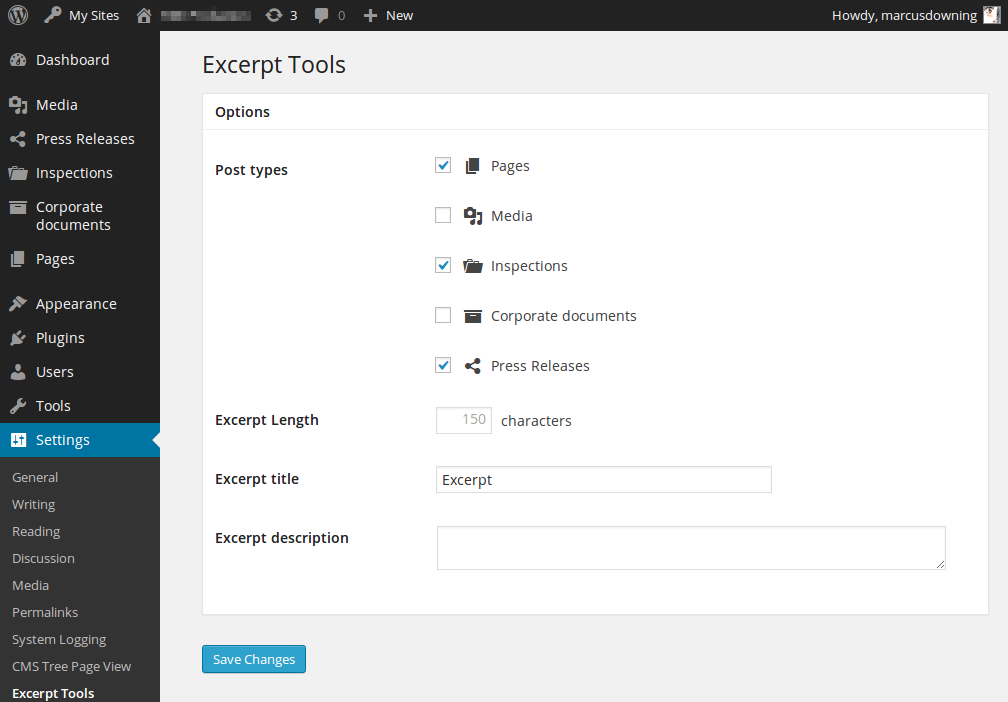 My Sites
3
0
New
Howdy, marcusdowning
Dashboard
Media
Press Releases
Inspections
Corporate
documents
Pages
Appearance
Plugins
Users
Tools
Settings
General
Writing
Reading
Discussion
Media
Permalinks
System Logging
CMS Tree Page View
Excerpt Tools
Excerpt Tools
Options
Post types
Pages
Media
Inspections
Corporate documents
Press Releases
Excerpt Length
150 characters
Excerpt title
Excerpt
Excerpt description
Save Changes